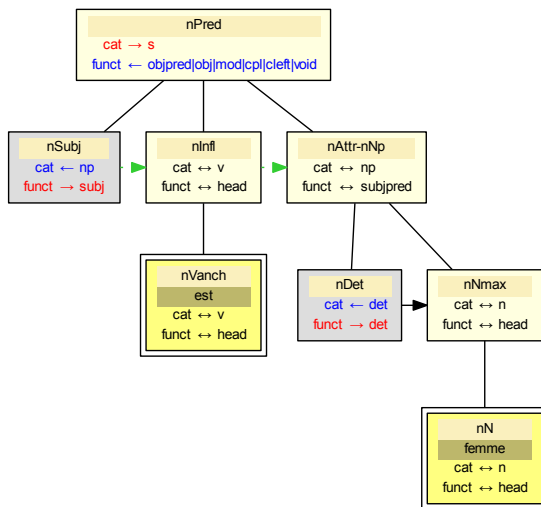 nPred
cat → s
funct ← objpred|obj|mod|cpl|cleft|void
nSubj
cat ← np
funct → subj
nInfl
cat ↔ v
funct ↔ head
nAttr-nNp
cat ↔ np
funct ↔ subjpred
nVanch
est
cat ↔ v
funct ↔ head
nDet
cat ← det
funct → det
nNmax
cat ↔ n
funct ↔ head
nN
femme
cat ↔ n
funct ↔ head